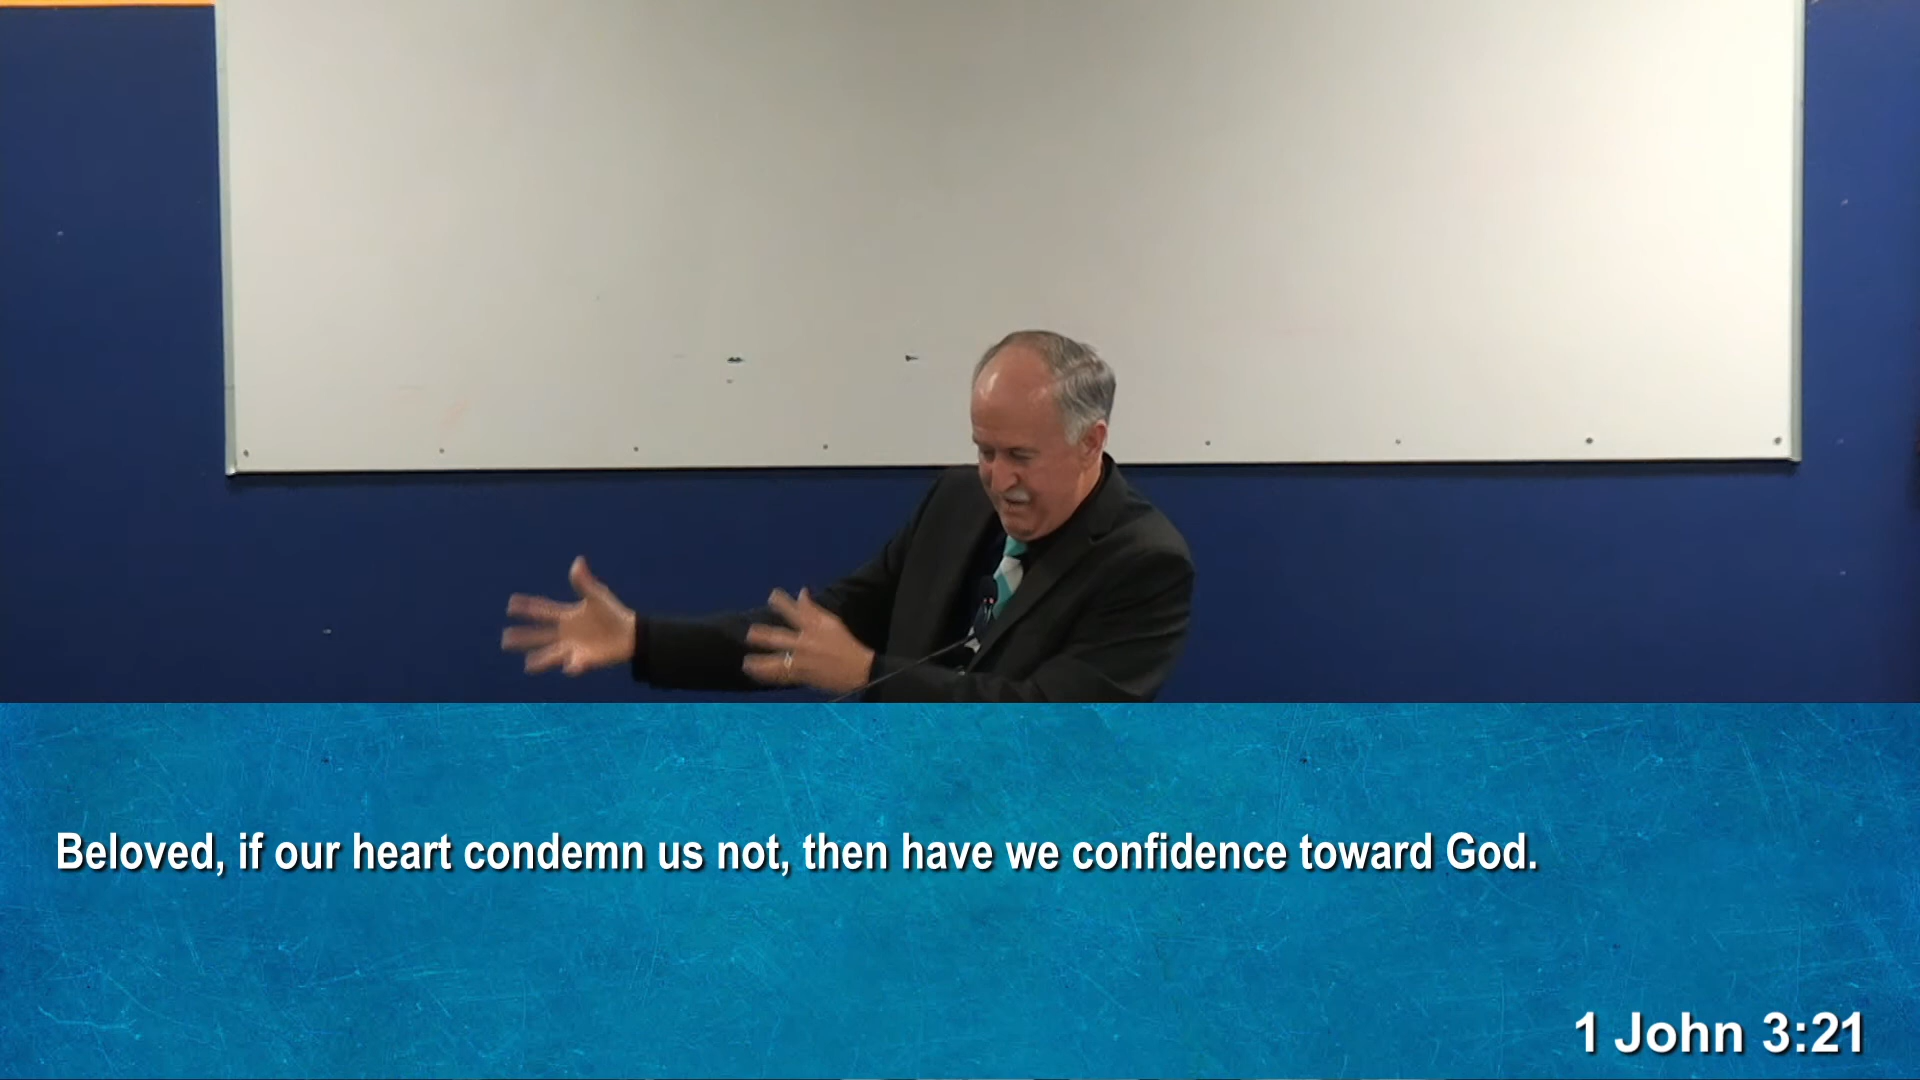 Beloved, if our heart condemn us not, then have we confidence toward God.
1 John 3:21